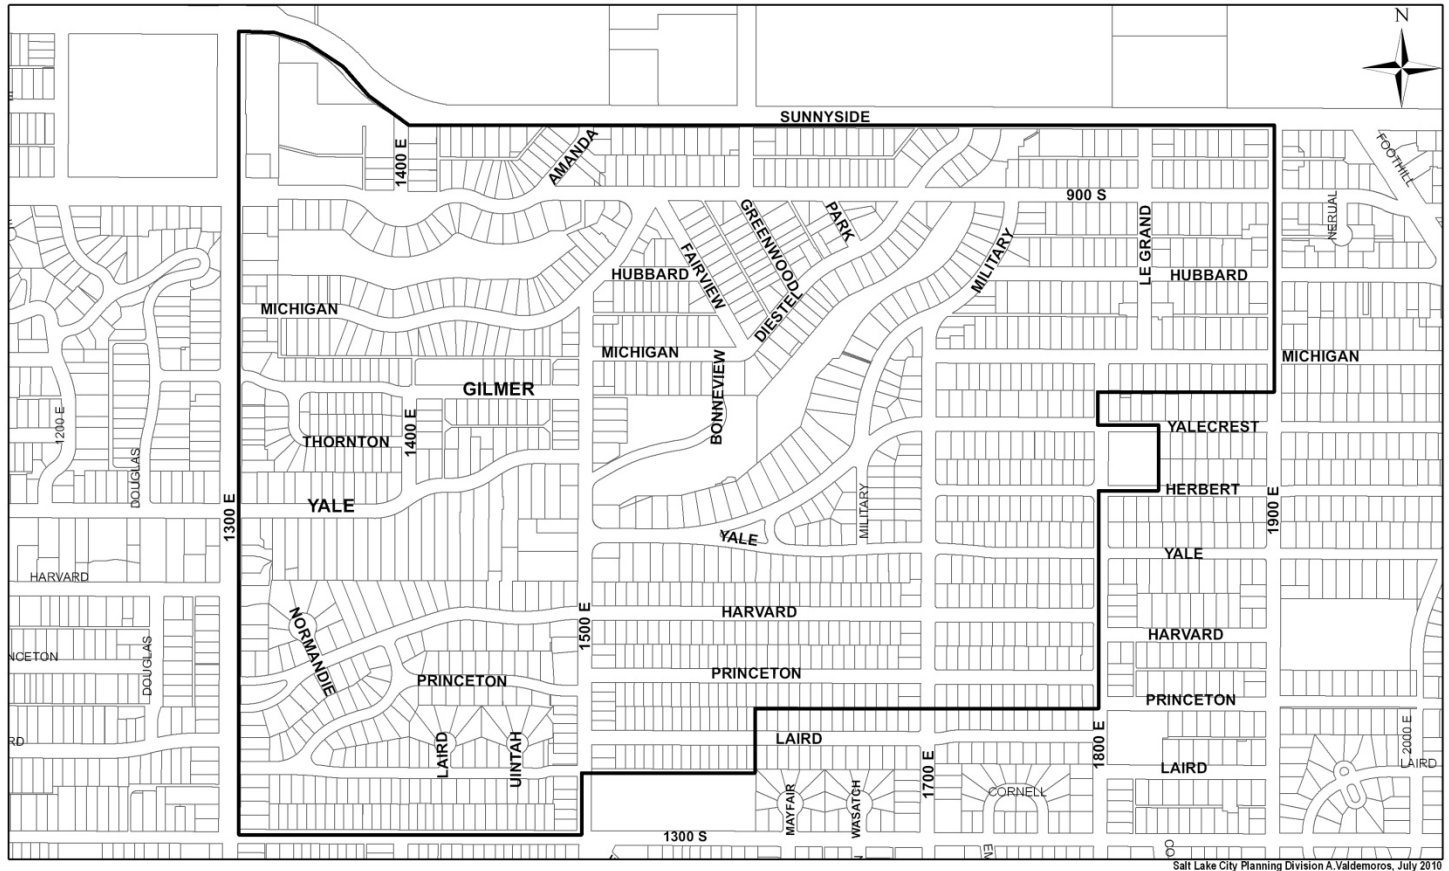 N
SUNNYSIDE
1400 E
AMANDA
FOOTHILL
900 S
GREENWOOD
PARK
LE GRAND
NERUAL
FAIRVIEW
MILITARY
HUBBARD
HUBBARD
DIESTEL
MICHIGAN
MICHIGAN
MICHIGAN
BONNEVIEW
GILMER
1200 E
1400 E
THORNTON
YALECREST
DOUGLAS
HERBERT
1300 E
YALE
MILITARY
1900 E
YALE
YALE
HARVARD
NORMANDIE
1500 E
HARVARD
HARVARD
DOUGLAS
NCETON
PRINCETON
PRINCETON
PRINCETON
RD
LAIRD
UINTAH
LAIRD
1700 E
1800 E
LAIRD
2000 E
LAIRD
MAYFAIR
WASATCH
CORNELL
1300 S
EM
CO
Salt Lake City Planning Division A.Valdemoros, July 2010